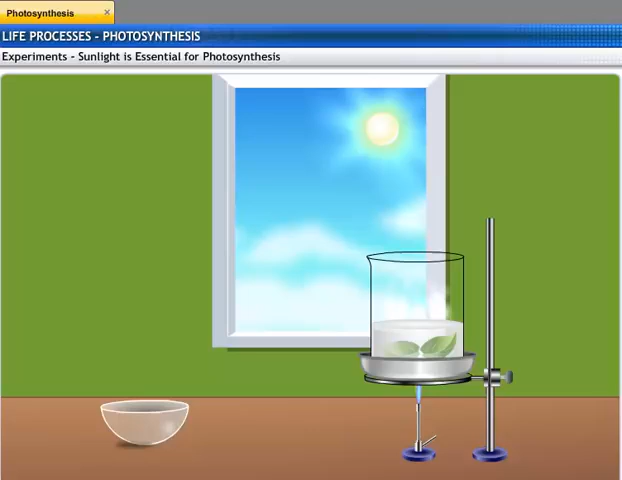 Photosynthesis
LIFE PROCESSES - PHOTOSYNTHESIS
Experiments - Sunlight is Essential for Photosynthesis